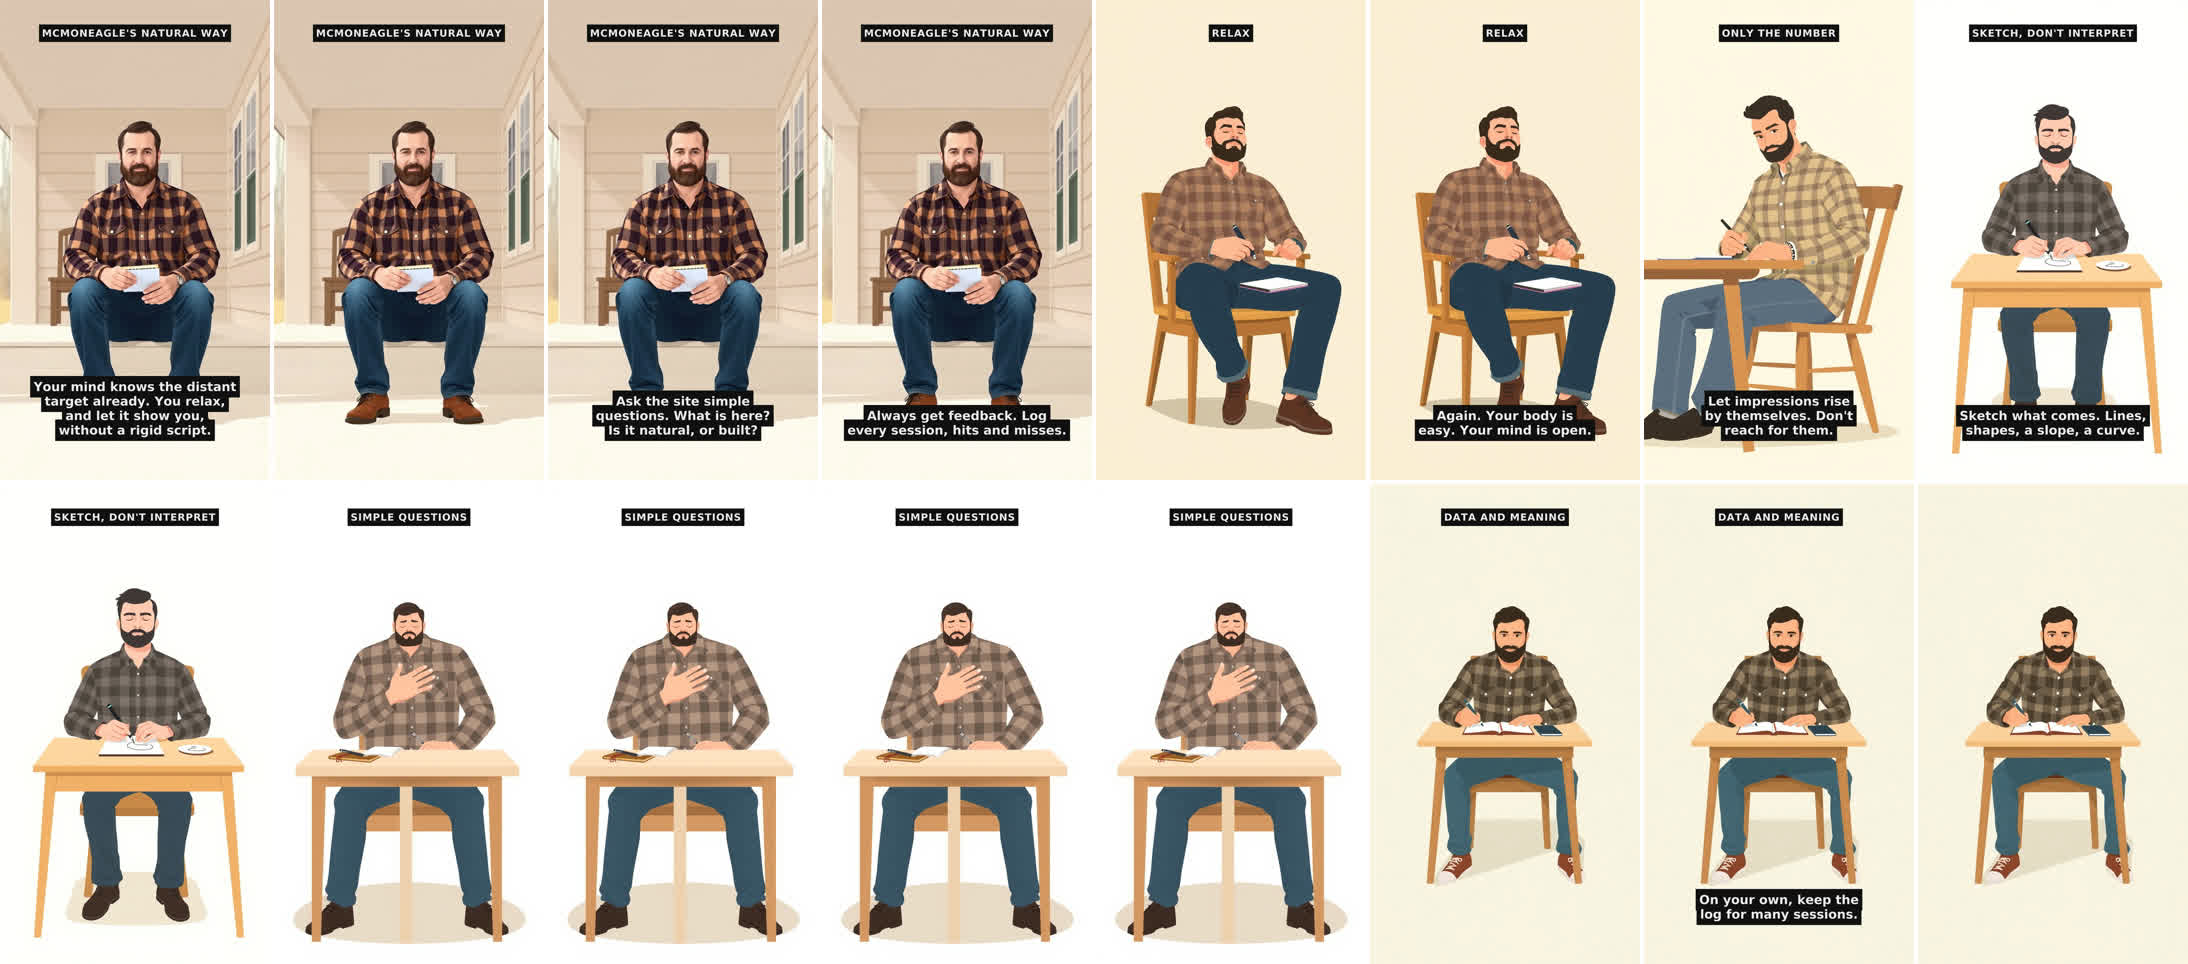 MCMONEAGLE'S NATURAL WAY
Your mind knows the distant
target already. You relax,
and let it show you,
without a rigid script.
MCMONEAGLE'S NATURAL WAY
MCMONEAGLE'S NATURAL WAY
Ask the site simple
questions. What is here?
Is it natural, or built?
MCMONEAGLE'S NATURAL WAY
Always get feedback. Log
every session, hits and misses.
RELAX
RELAX
Again. Your body is
easy. Your mind is open.
ONLY THE NUMBER
Let impressions rise
by themselves. Don't
reach for them.
SKETCH, DON'T INTERPRET
Sketch what comes. Lines,
shapes, a slope, a curve.
SKETCH, DON'T INTERPRET
SIMPLE QUESTIONS
SIMPLE QUESTIONS
SIMPLE QUESTIONS
SIMPLE QUESTIONS
DATA AND MEANING
DATA AND MEANING
On your own, keep the
log for many sessions.